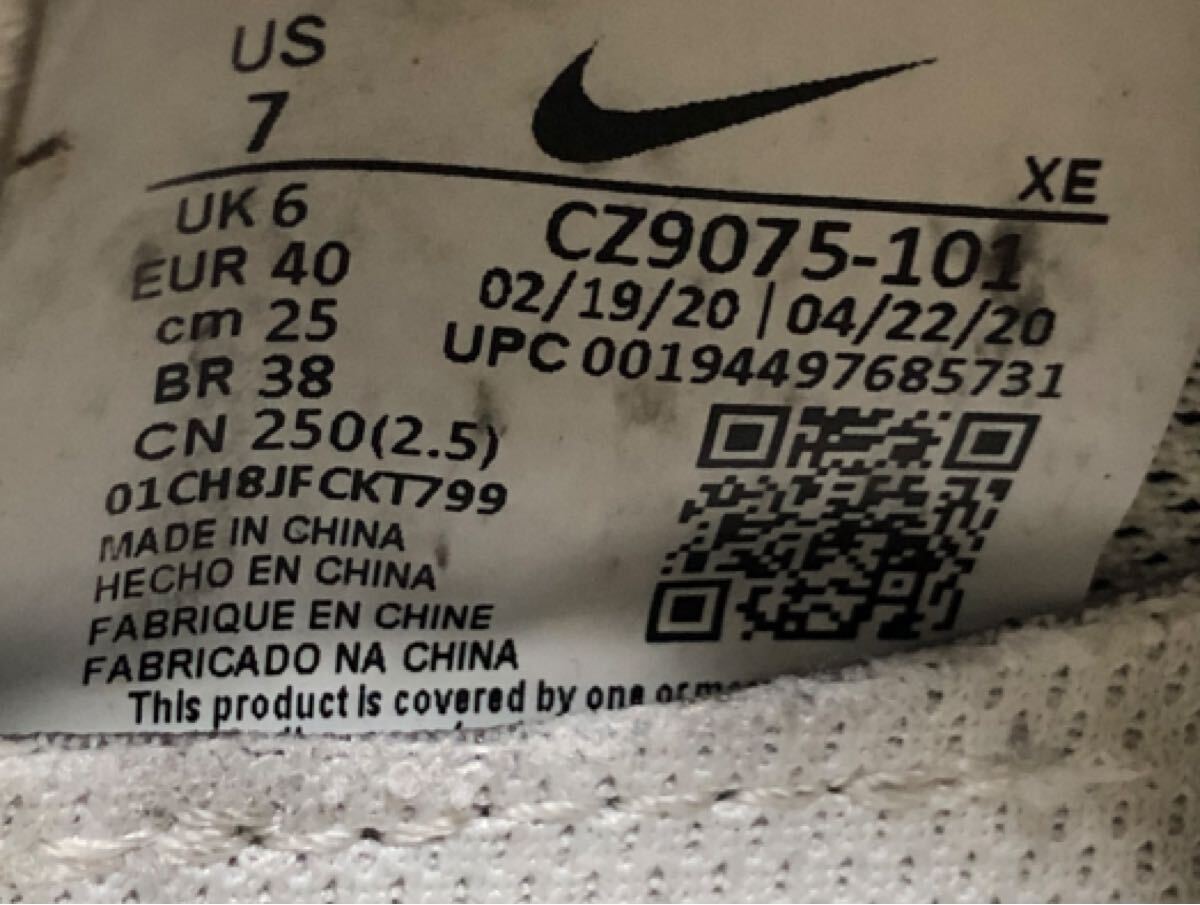 US
7
XE
UK 6
EUR 40
cm 25
BR 38
CN 250(2.5)
CZ9075-101
02/19/20 | 04/22/20
UPC 00194497685731
01CH8JFCKT799
MADE IN CHINA
HECHO EN CHINA
FABRIQUE EN CHINE
FABRICADO NA CHINA
This product is covered by one or